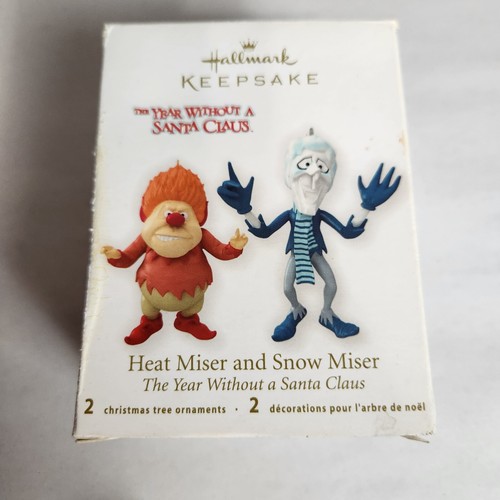 Hallmark
KEEPSAKE
THE YEAR WITHOUT A
SANTA CLAUS™
Heat Miser and Snow Miser
The Year Without a Santa Claus
2 christmas tree ornaments · 2 décorations pour l'arbre de noël